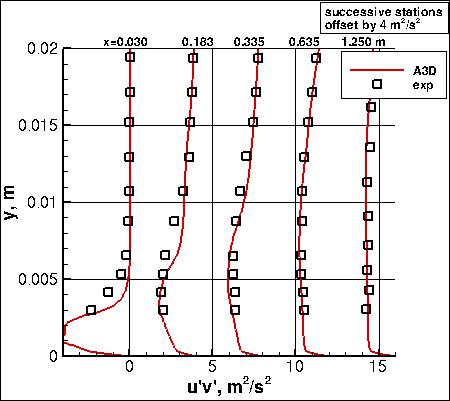 successive stations
offset by 4 m²/s²
x=0.030 0.183 0.335 0.635 1.250 m
A3D
exp
0.02
0.015
0.01
0.005
0
y, m
0 5 10 15
u'v', m²/s²